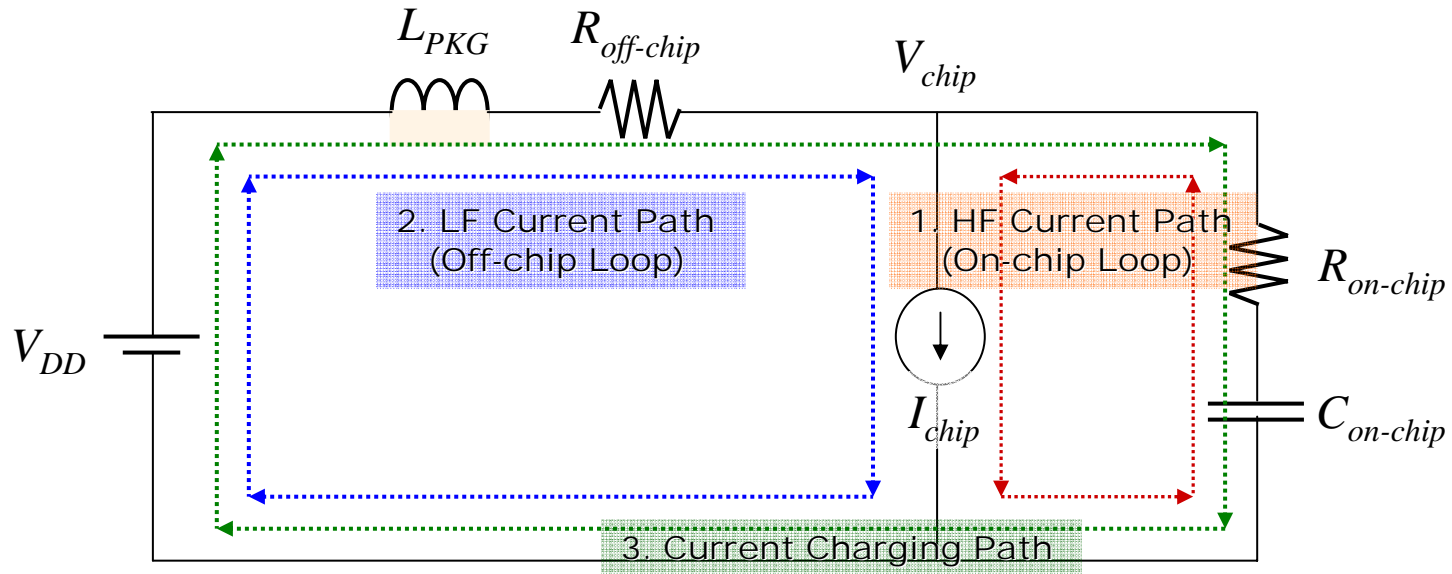 L_PKG
R_off-chip
V_chip
2. LF Current Path
(Off-chip Loop)
1. HF Current Path
(On-chip Loop)
R_on-chip
V_DD
I_chip
C_on-chip
3. Current Charging Path